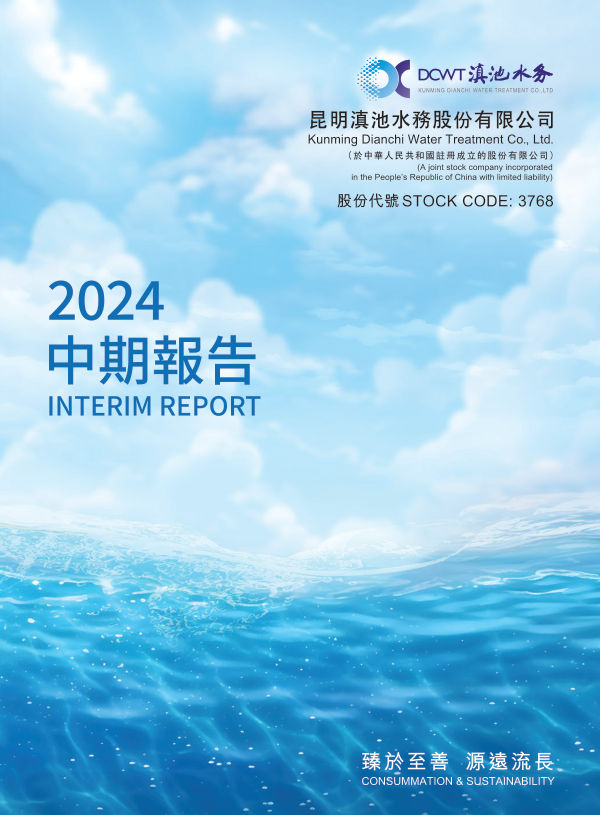 DCWT滇池水务
KUNMING DIANCHI WATER TREATMENT CO., LTD
昆明滇池水務股份有限公司
Kunming Dianchi Water Treatment Co., Ltd.
（於中華人民共和國註冊成立的股份有限公司）
(A joint stock company incorporated
in the People's Republic of China with limited liability)
股份代號 STOCK CODE: 3768
2024
中期報告
INTERIM REPORT
臻於至善 源遠流長
CONSUMMATION & SUSTAINABILITY